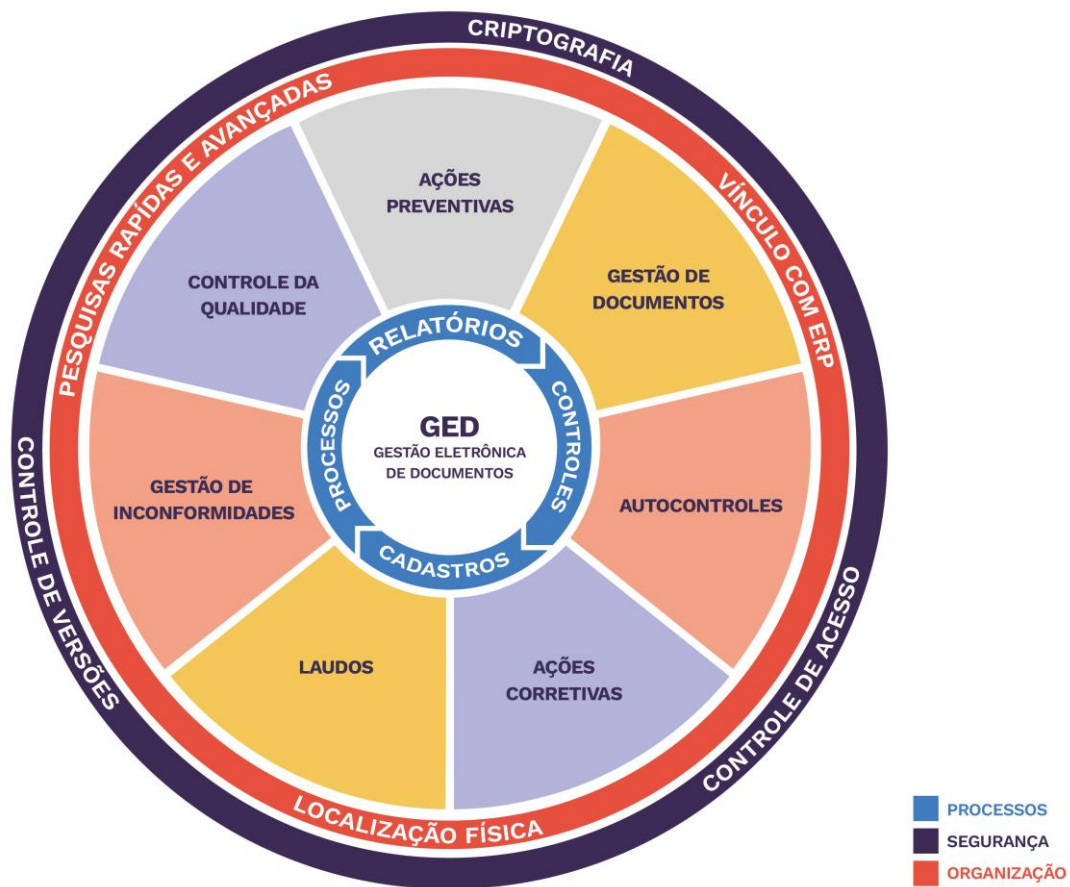 CRIPTOGRAFIA
PESQUISAS RAPÍDAS E AVANÇADAS
VÍNCULO COM ERP
AÇÕES
PREVENTIVAS
CONTROLE DA
QUALIDADE
GESTÃO DE
DOCUMENTOS
RELATÓRIOS
PROCESSOS
CONTROLES
CADASTROS
GED
GESTÃO ELETRÔNICA
DE DOCUMENTOS
GESTÃO DE
INCONFORMIDADES
AUTOCONTROLES
LAUDOS
AÇÕES
CORRETIVAS
CONTROLE DE VERSÕES
CONTROLE DE ACESSO
LOCALIZAÇÃO FÍSICA
PROCESSOS
SEGURANÇA
ORGANIZAÇÃO